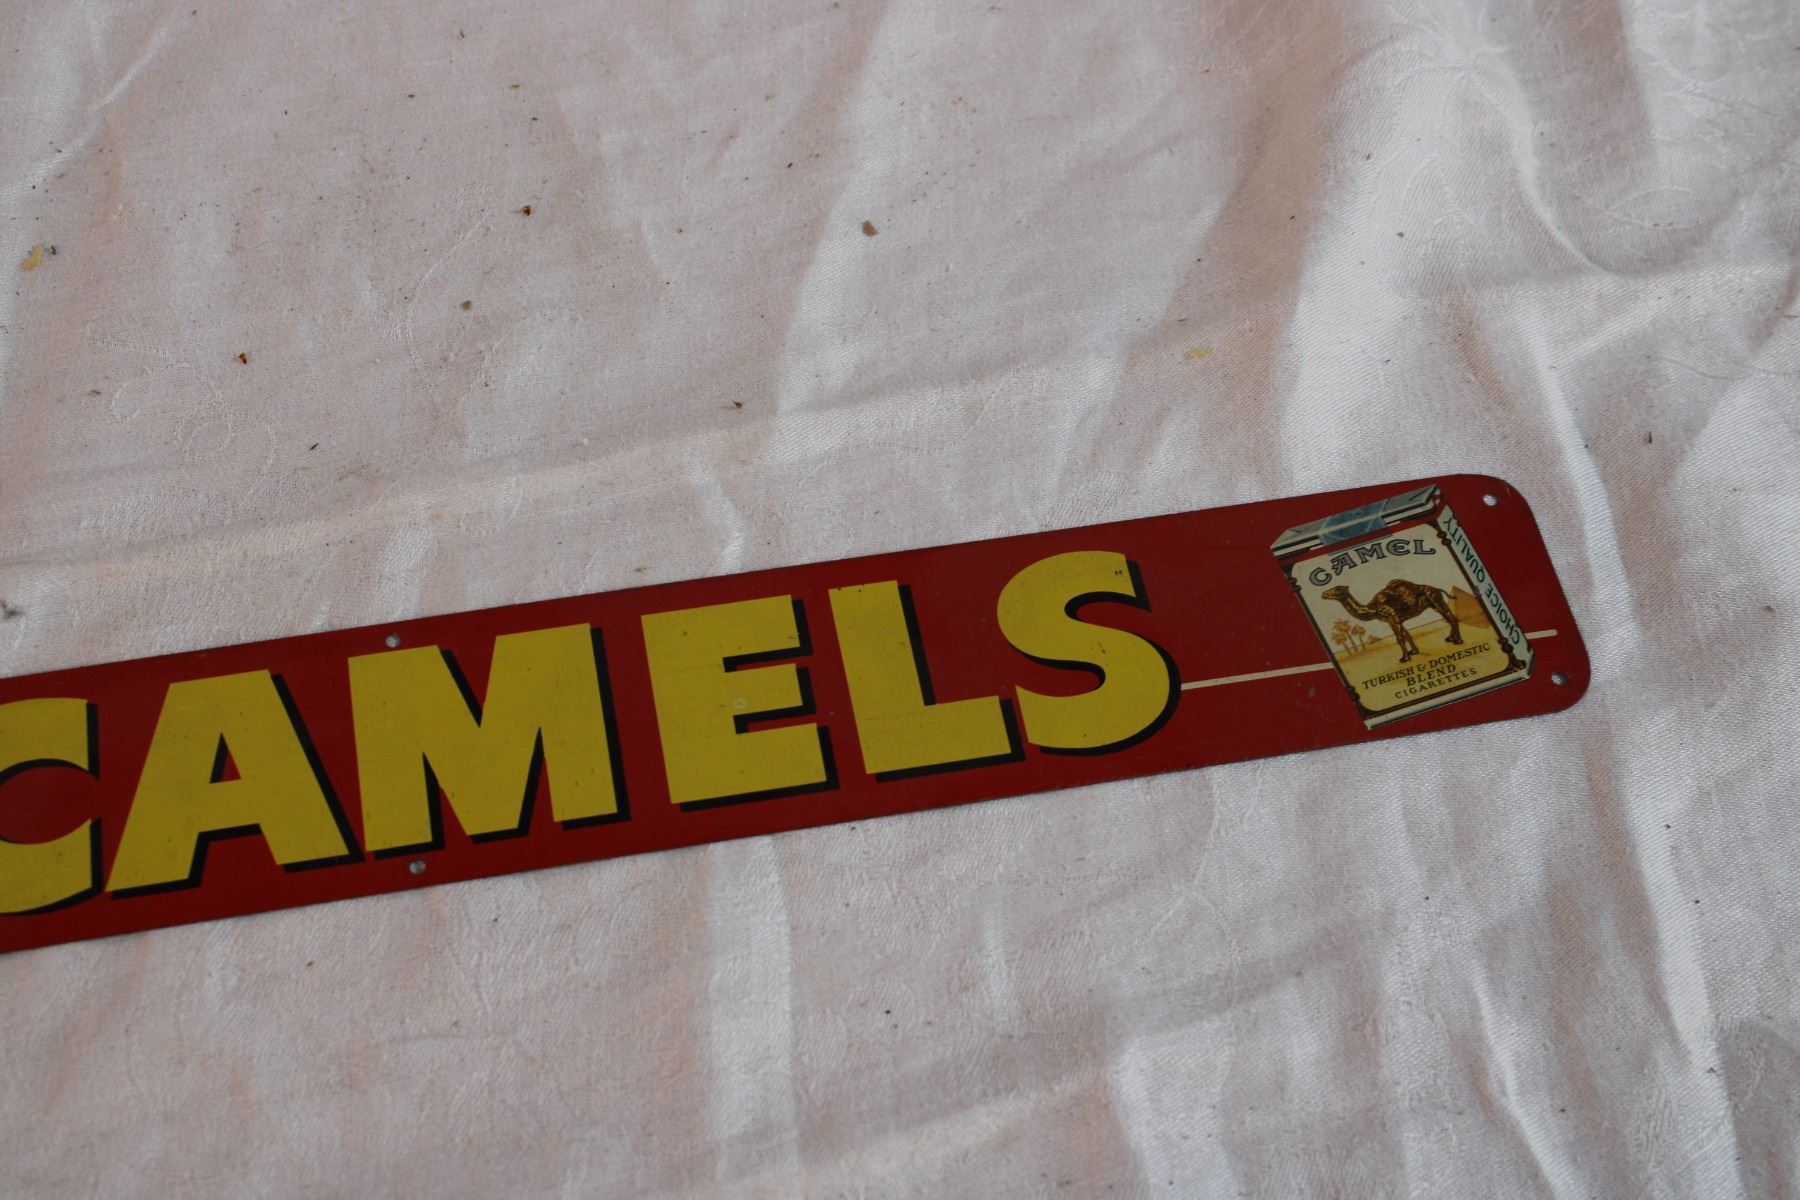 CAMELS
CAMEL
CHOICE QUALITY
TURKISH & DOMESTIC
BLEND
CIGARETTES